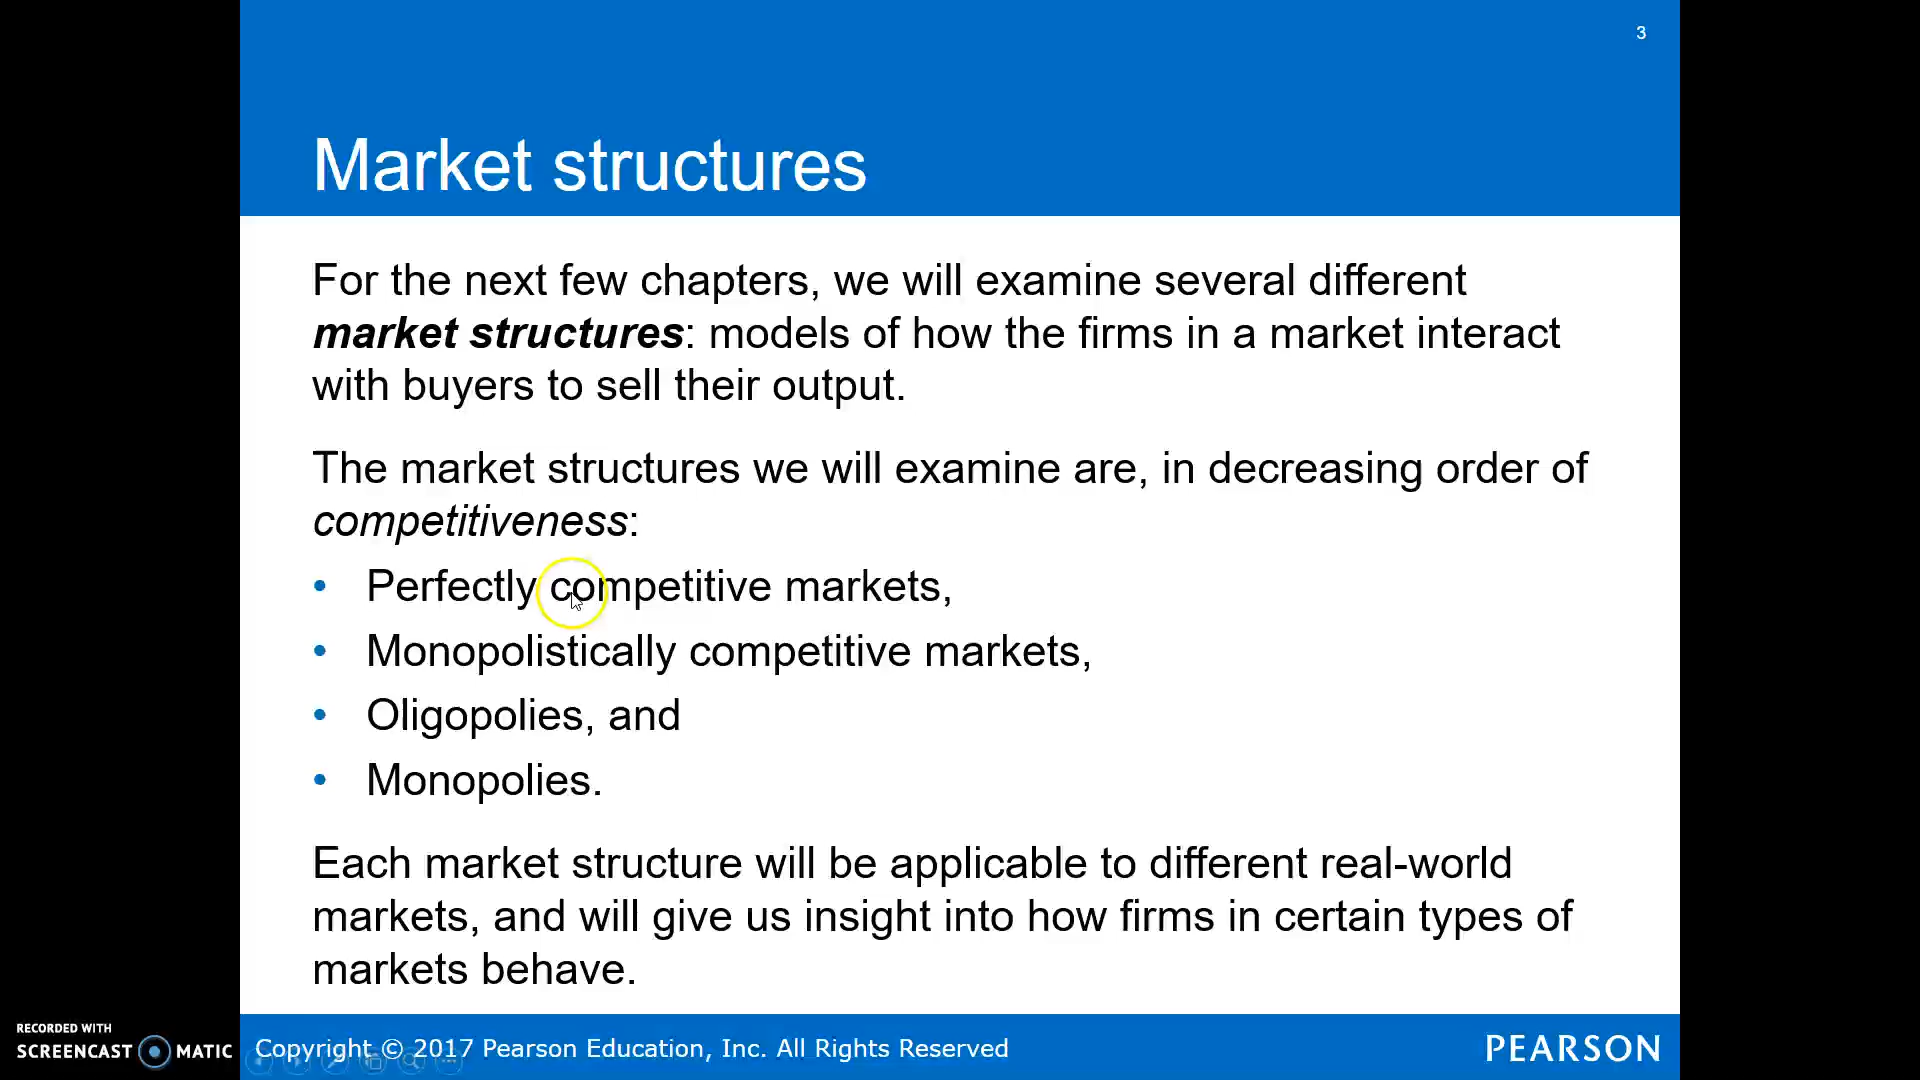 3
Market structures
For the next few chapters, we will examine several different
market structures: models of how the firms in a market interact
with buyers to sell their output.
The market structures we will examine are, in decreasing order of
competitiveness:
• Perfectly competitive markets,
• Monopolistically competitive markets,
• Oligopolies, and
• Monopolies.
Each market structure will be applicable to different real-world
markets, and will give us insight into how firms in certain types of
markets behave.
RECORDED WITH
SCREENCAST MATIC
Copyright © 2017 Pearson Education, Inc. All Rights Reserved
PEARSON